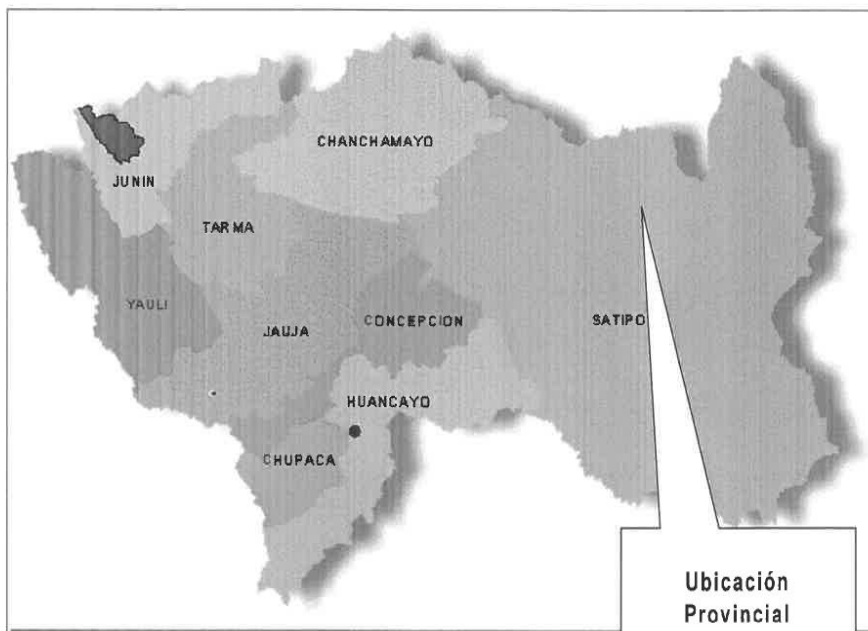 CHANCHAMAYO
JUNIN
TARMA
YAULI
JAUJA
CONCEPCION
SATIPO
HUANCAYO
CHUPACA
Ubicación
Provincial